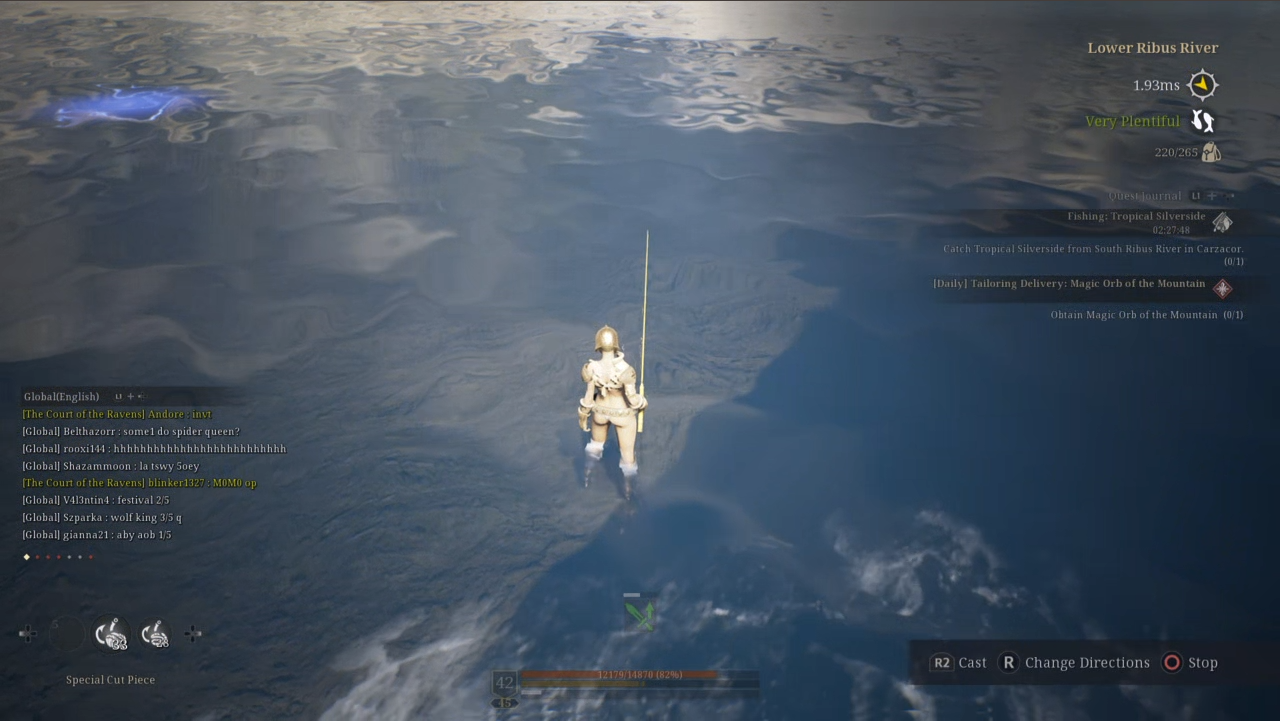 Lower Ribus River
1.93ms
Very Plentiful
220/265
Quest Journal L1
Fishing: Tropical Silverside
02:27:48
Catch Tropical Silverside from South Ribus River in Carzacor.
(0/1)
[Daily] Tailoring Delivery: Magic Orb of the Mountain
Obtain Magic Orb of the Mountain (0/1)
Global(English) L1
[The Court of the Ravens] Andore : invt
[Global] Belthazorr : some1 do spider queen?
[Global] rooxi144 : hhhhhhhhhhhhhhhhhhhhhhhhhh
[Global] Shazammoon : la tswy 5oey
[The Court of the Ravens] blinker1327 : M0M0 op
[Global] V4l3ntin4 : festival 2/5
[Global] Szparka : wolf king 3/5 q
[Global] gianna21 : aby aob 1/5
Special Cut Piece
42
12179/14870 (82%)
45
R2 Cast R Change Directions Stop